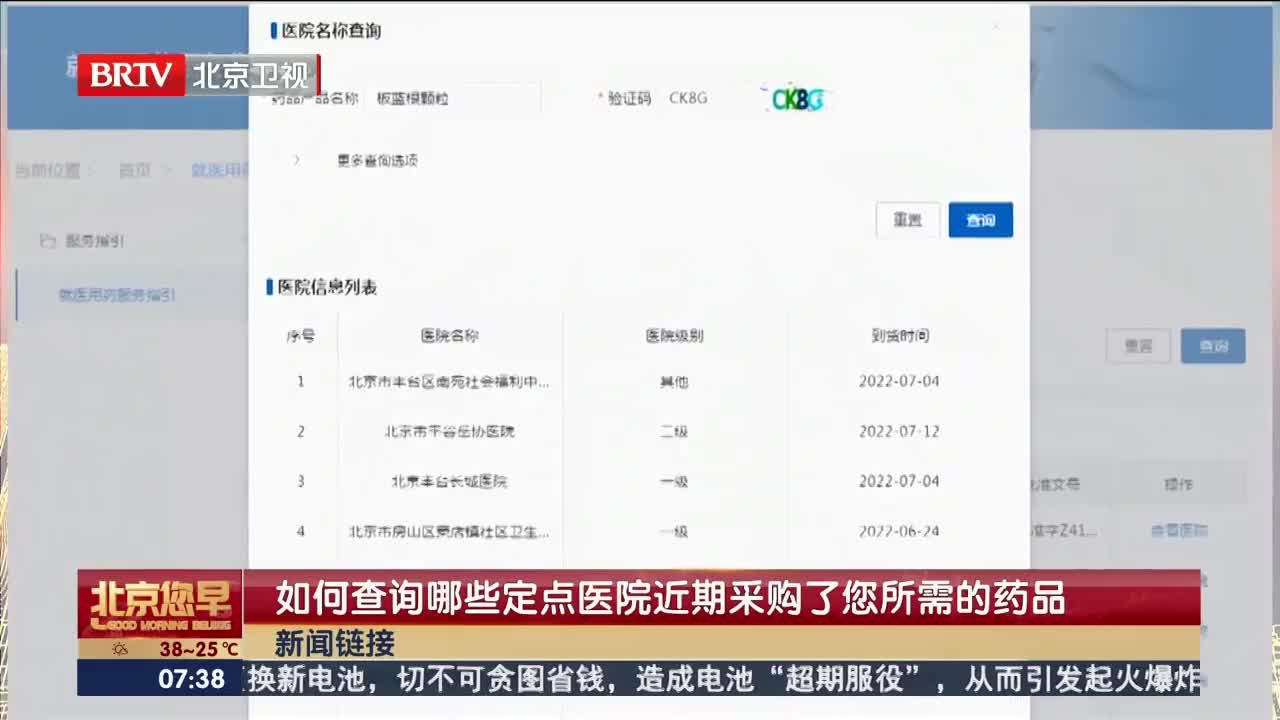 医院名称查询
BRTV 北京卫视
药品产品名称 板蓝根颗粒 * 验证码 CK8G CK8G
更多查询选项
当前位置： 首页 >
重置 查询
服务指引
就医用药服务指引
医院信息列表
序号 医院名称 医院级别 到货时间
重置 查询
1 北京市丰台区南苑社会福利中... 其他 2022-07-04
2 北京市平谷岳协医院 二级 2022-07-12
3 北京丰台长城医院 一级 2022-07-04
批准文号 操作
4 北京市房山区窦店镇社区卫生... 一级 2022-06-24
准字Z41... 查看医院
北京您早
GOOD MORNING BEIJING
如何查询哪些定点医院近期采购了您所需的药品
38~25℃ 新闻链接
07:38 换新电池，切不可贪图省钱，造成电池“超期服役”，从而引发起火爆炸